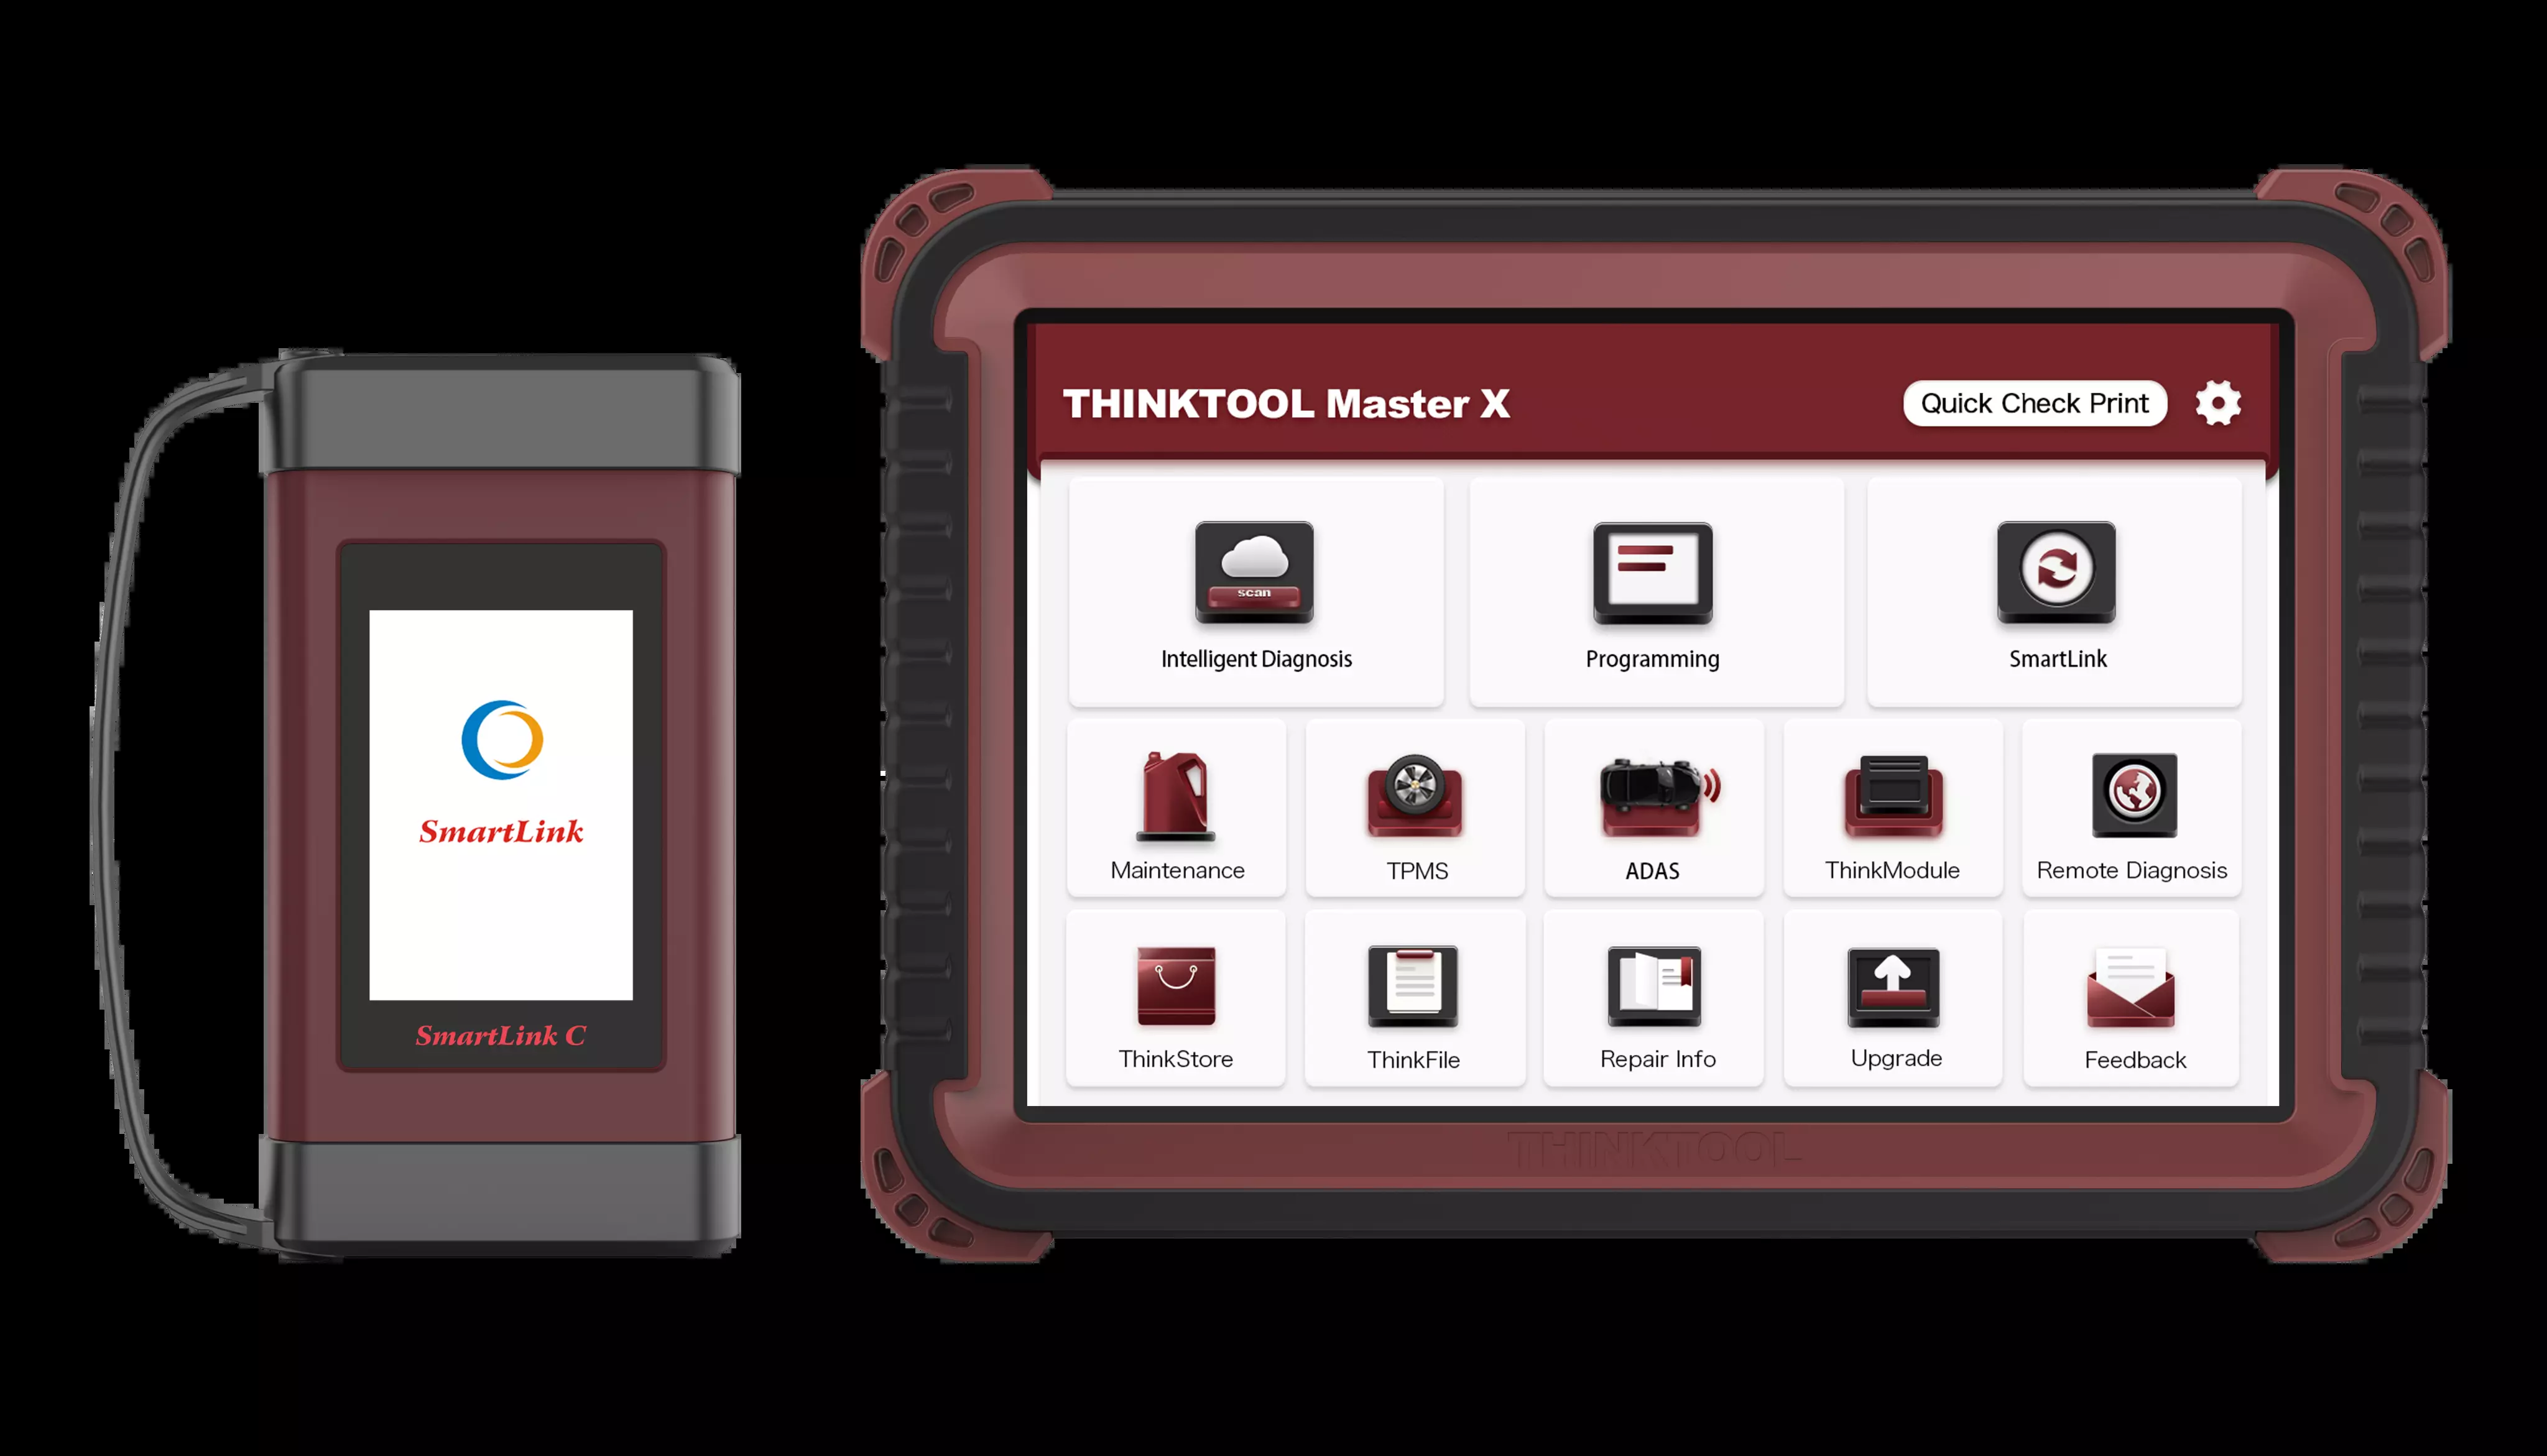 THINKTOOL Master X
Quick Check Print
scan
Intelligent Diagnosis
Programming
SmartLink
Maintenance
TPMS
ADAS
ThinkModule
Remote Diagnosis
ThinkStore
ThinkFile
Repair Info
Upgrade
Feedback
THINKTOOL
SmartLink
SmartLink C